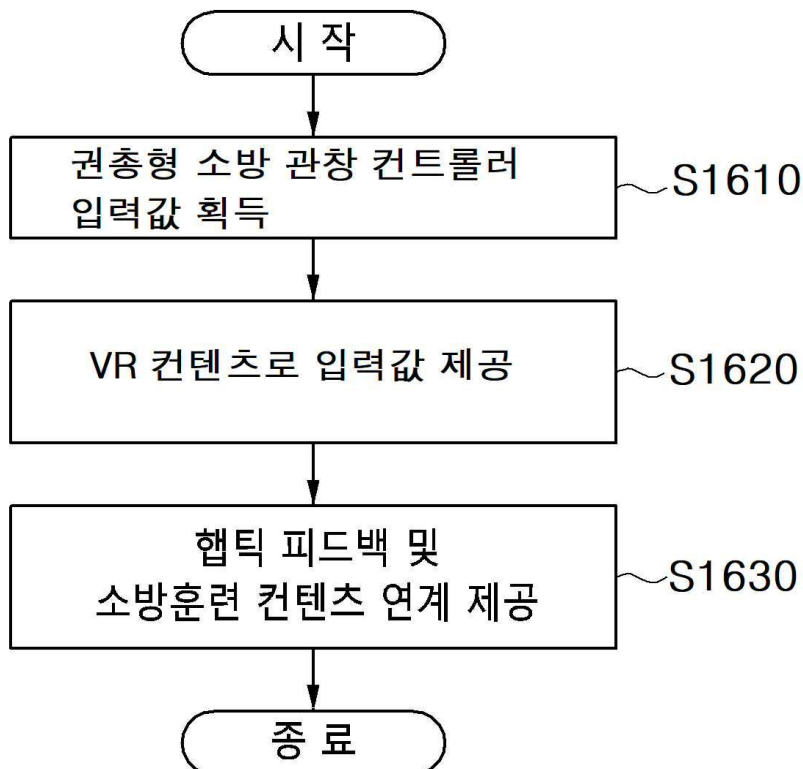 시 작
권총형 소방 관창 컨트롤러
입력값 획득
S1610
VR 컨텐츠로 입력값 제공
S1620
햅틱 피드백 및
소방훈련 컨텐츠 연계 제공
S1630
종 료